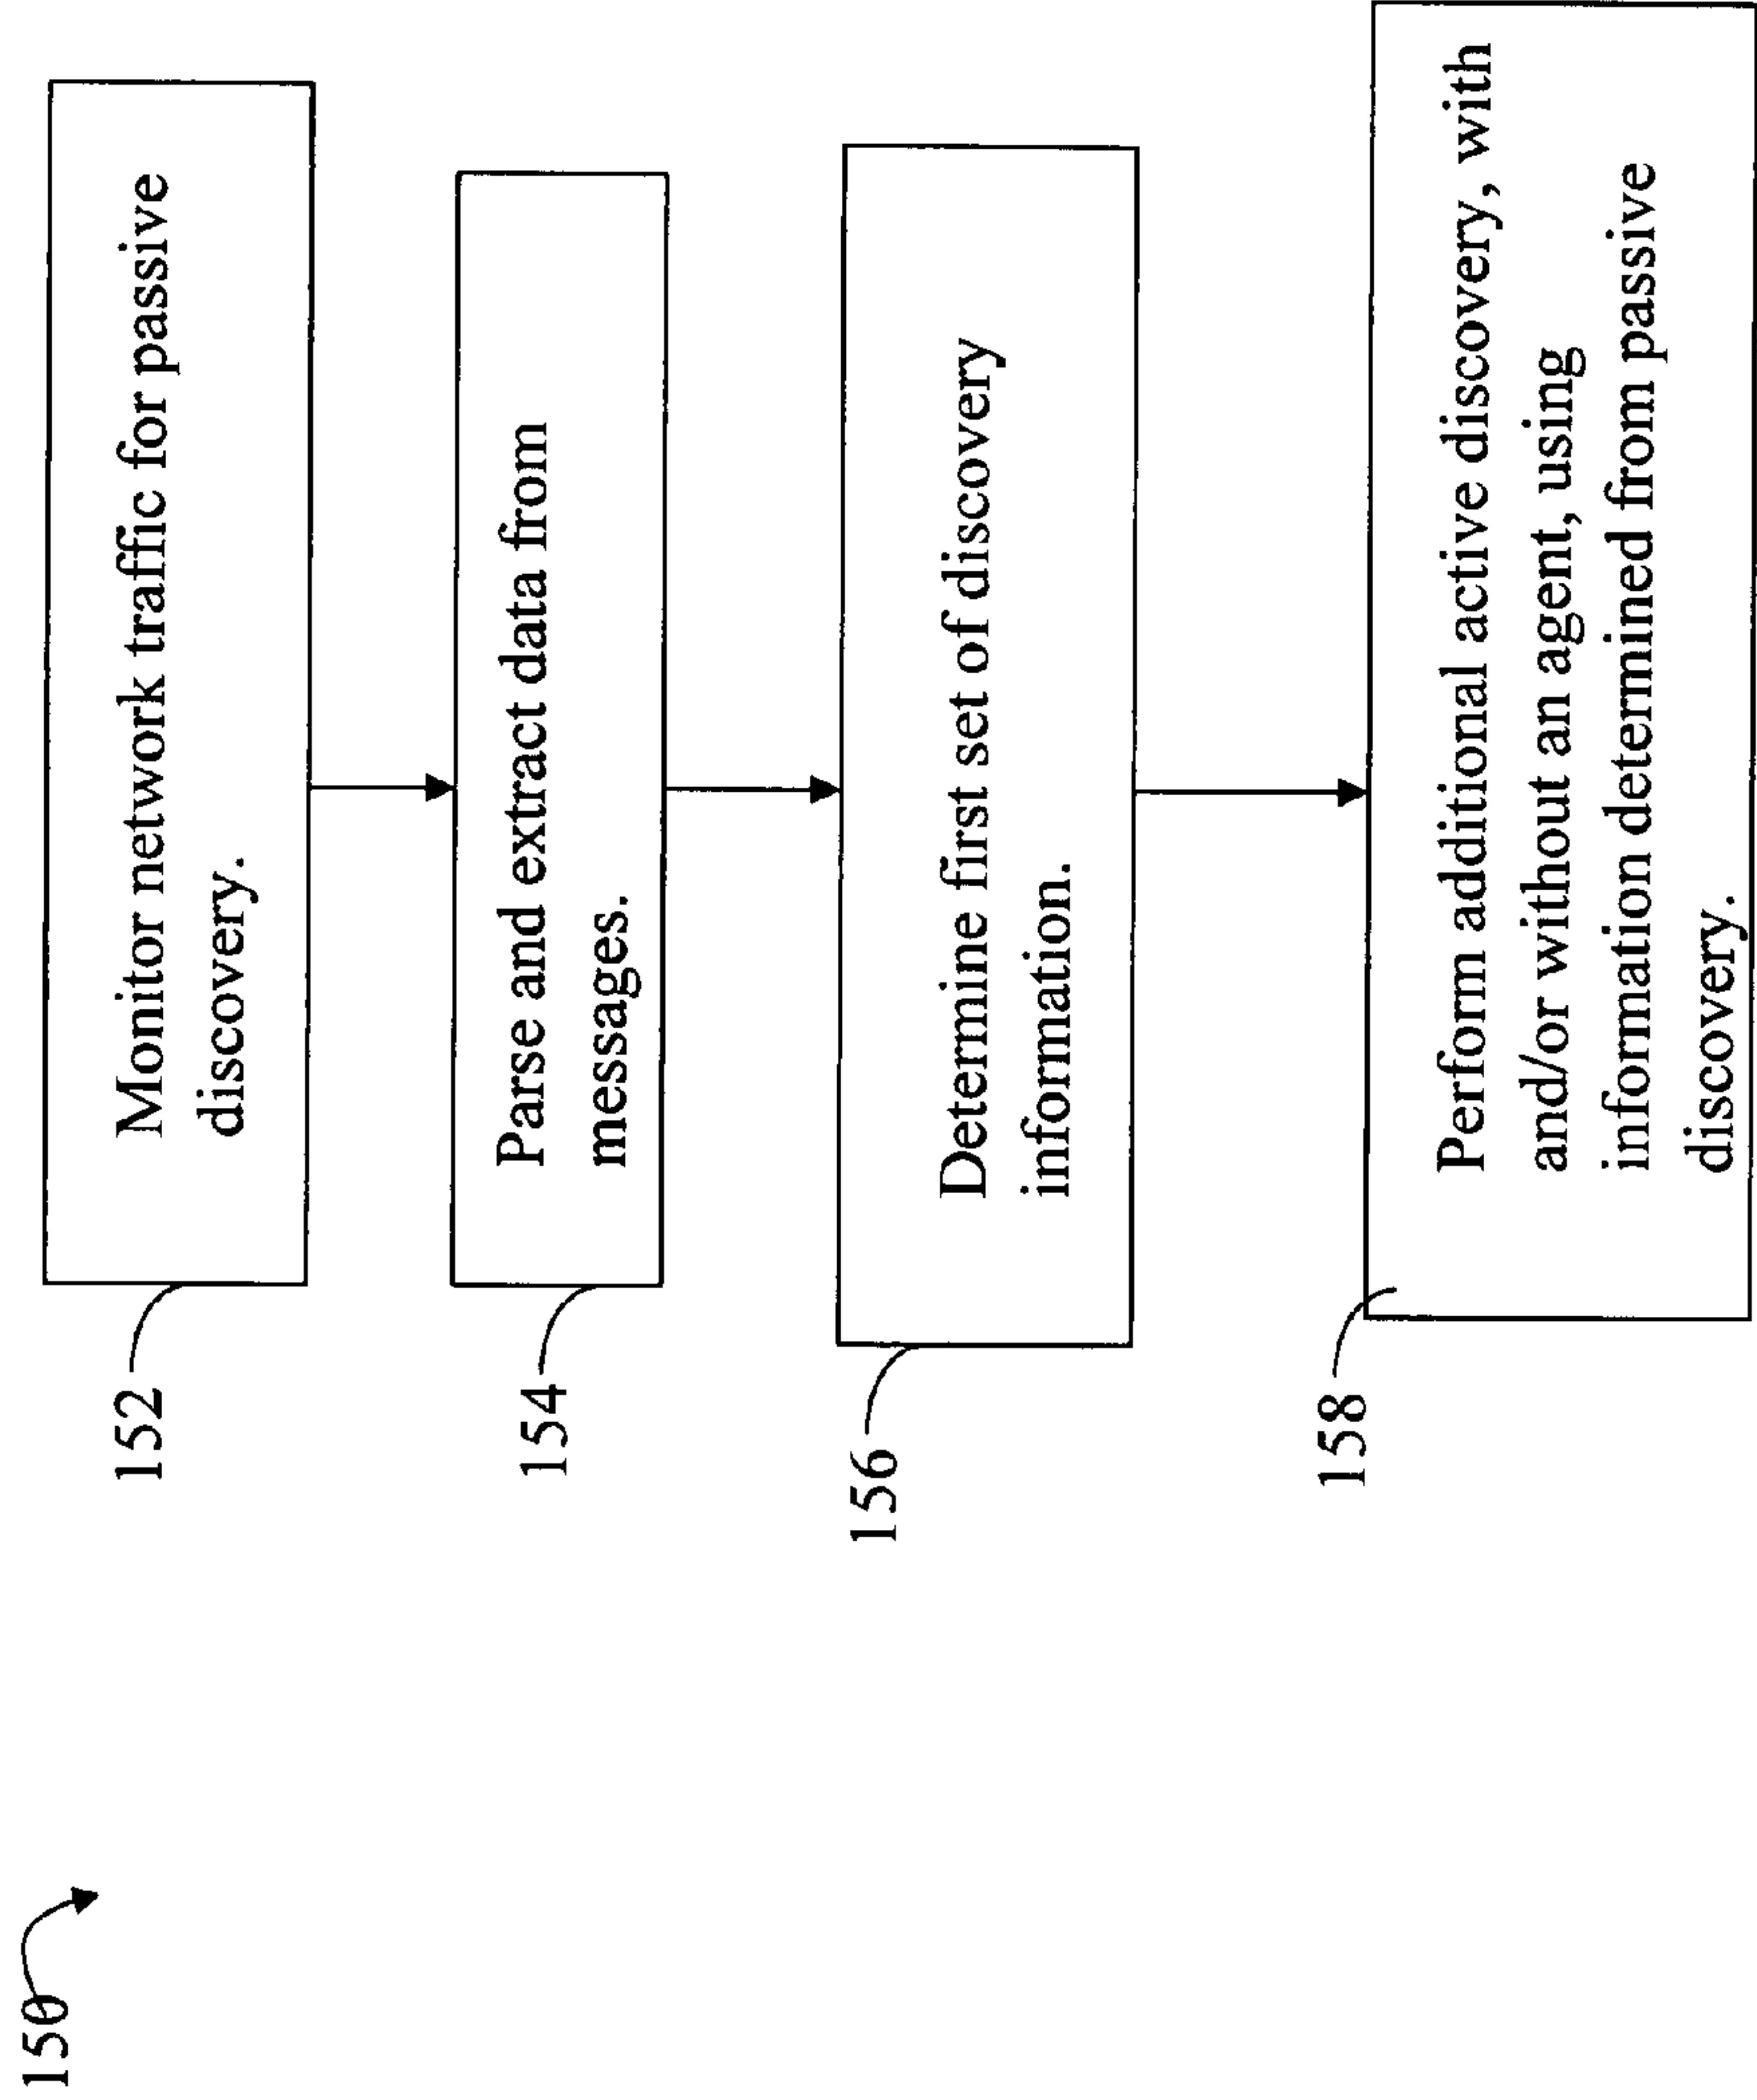 150
152
Monitor network traffic for passive
discovery.
154
Parse and extract data from
messages.
156
Determine first set of discovery
information.
158
Perform additional active discovery, with
and/or without an agent, using
information determined from passive
discovery.